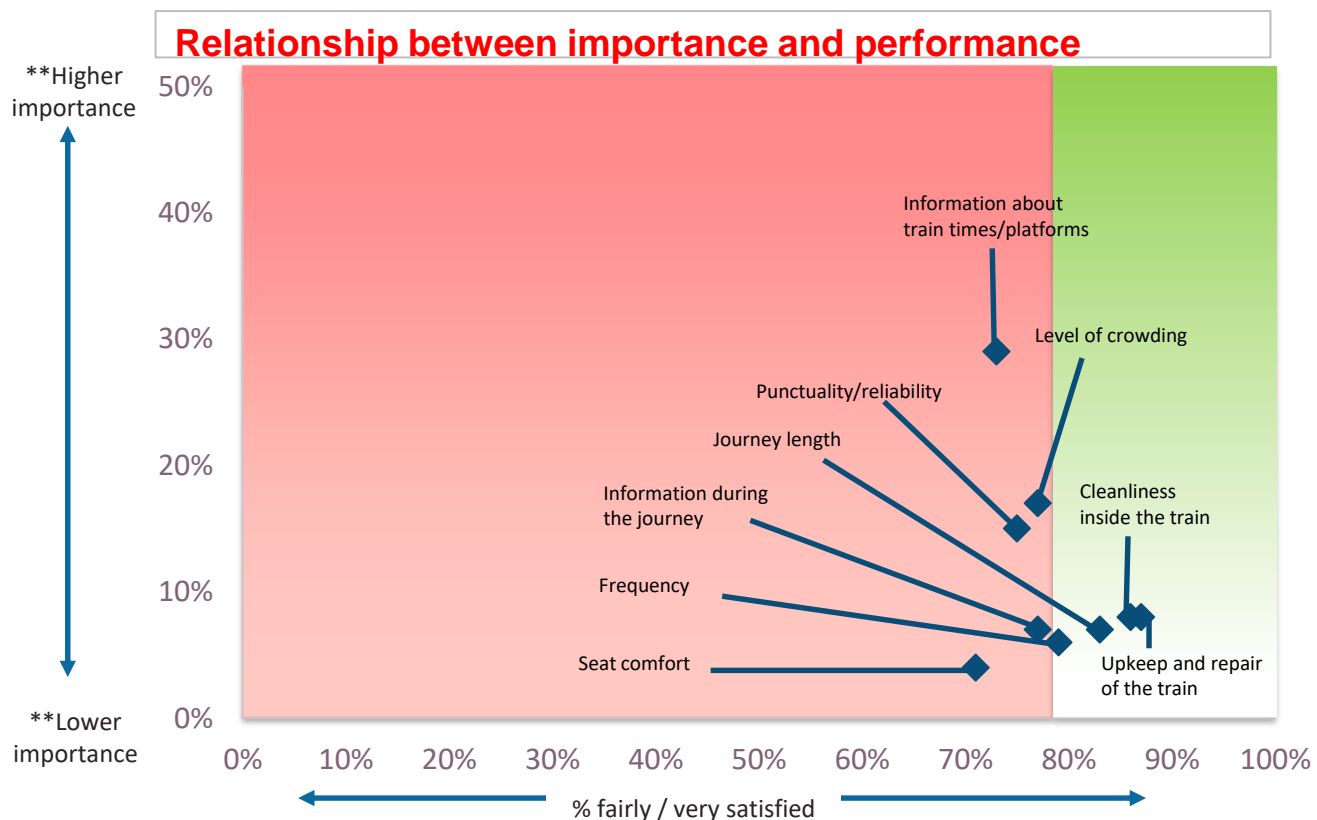 Relationship between importance and performance
**Higher
importance
50%
40%
30%
20%
10%
0%
**Lower
importance
Information about
train times/platforms
Level of crowding
Punctuality/reliability
Journey length
Information during
the journey
Cleanliness
inside the train
Frequency
Seat comfort
Upkeep and repair
of the train
0% 10% 20% 30% 40% 50% 60% 70% 80% 90% 100%
% fairly / very satisfied